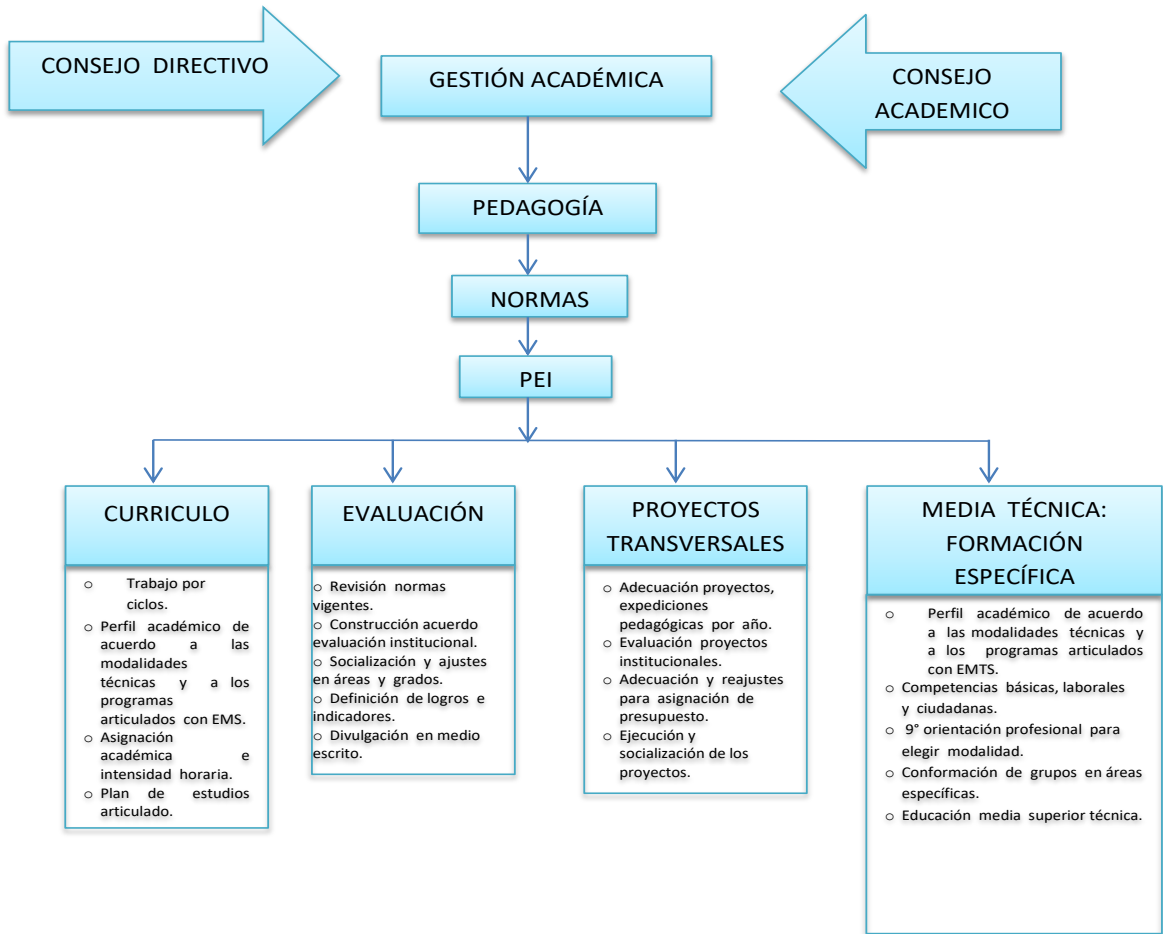 CONSEJO DIRECTIVO
GESTIÓN ACADÉMICA
CONSEJO
ACADEMICO
PEDAGOGÍA
NORMAS
PEI
CURRICULO
o Trabajo por
ciclos.
o Perfil académico de
acuerdo a las
modalidades
técnicas y a los
programas
articulados con EMS.
o Asignación
académica e
intensidad horaria.
o Plan de estudios
articulado.
EVALUACIÓN
o Revisión normas
vigentes.
o Construcción acuerdo
evaluación institucional.
o Socialización y ajustes
en áreas y grados.
o Definición de logros e
indicadores.
o Divulgación en medio
escrito.
PROYECTOS
TRANSVERSALES
o Adecuación proyectos,
expediciones
pedagógicas por año.
o Evaluación proyectos
institucionales.
o Adecuación y reajustes
para asignación de
presupuesto.
o Ejecución y
socialización de los
proyectos.
MEDIA TÉCNICA:
FORMACIÓN
ESPECÍFICA
o Perfil académico de acuerdo
a las modalidades técnicas y
a los programas articulados
con EMTS.
o Competencias básicas, laborales
y ciudadanas.
o 9° orientación profesional para
elegir modalidad.
o Conformación de grupos en áreas
específicas.
o Educación media superior técnica.